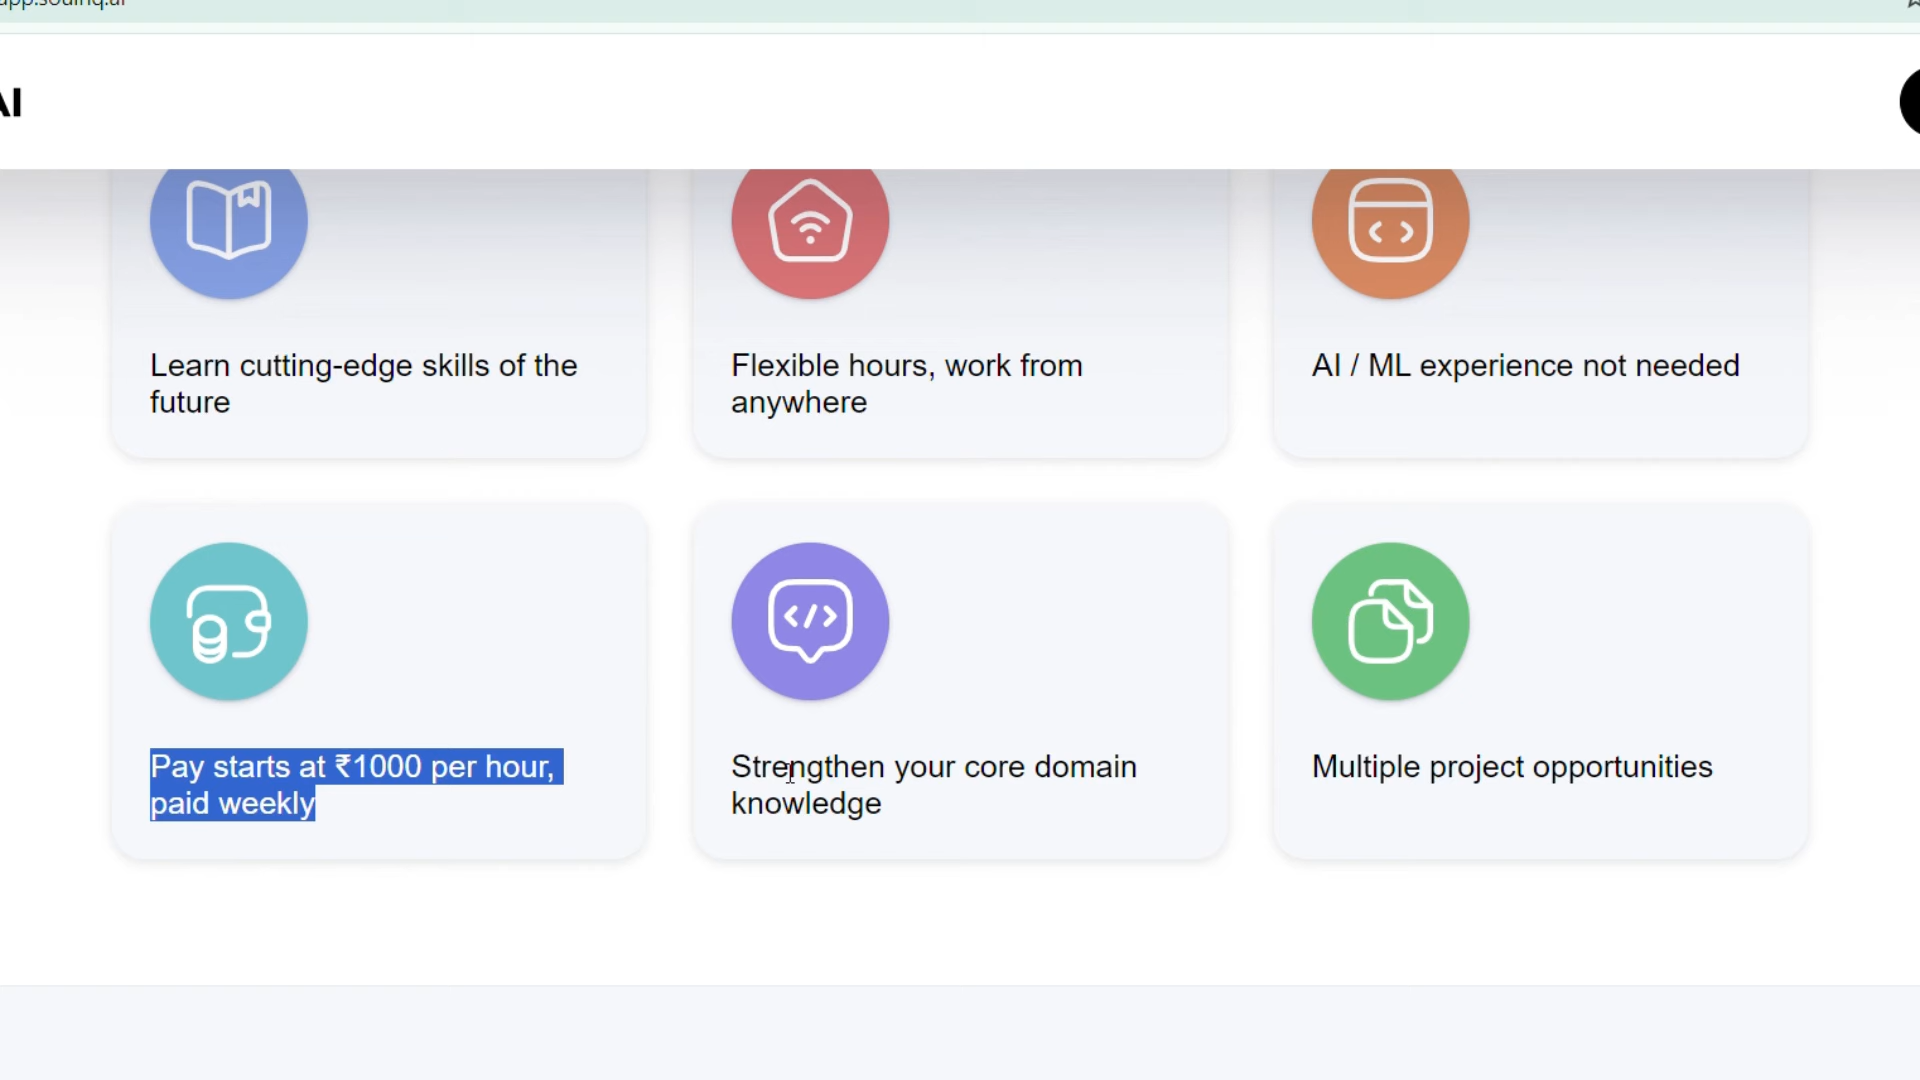 AI
Learn cutting-edge skills of the
future
Flexible hours, work from
anywhere
AI / ML experience not needed
Pay starts at ₹1000 per hour,
paid weekly
Strengthen your core domain
knowledge
Multiple project opportunities